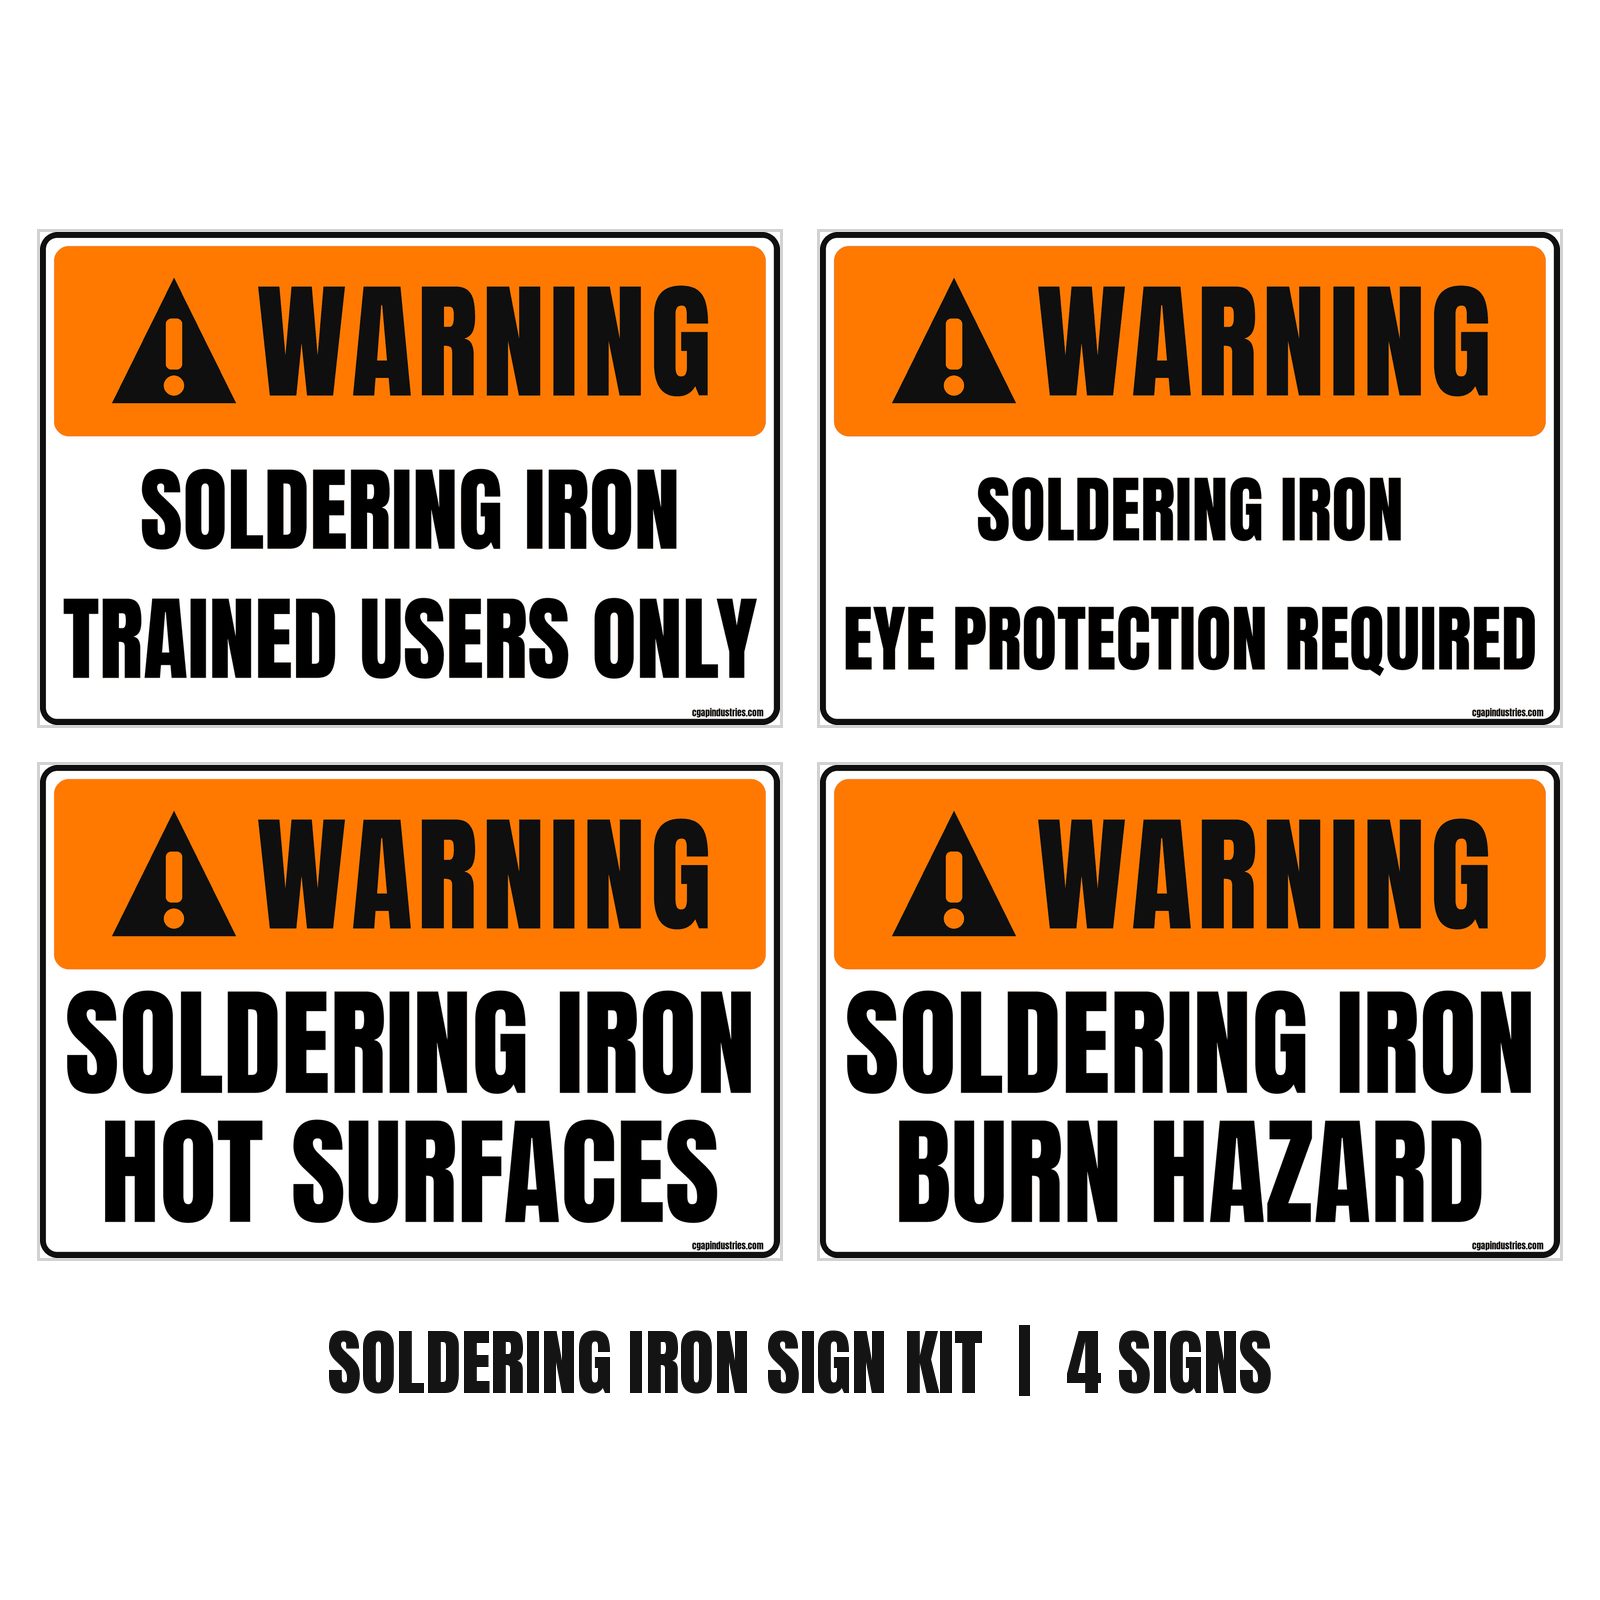 WARNING
SOLDERING IRON
TRAINED USERS ONLY
cgapindustries.com
WARNING
SOLDERING IRON
EYE PROTECTION REQUIRED
cgapindustries.com
WARNING
SOLDERING IRON
HOT SURFACES
cgapindustries.com
WARNING
SOLDERING IRON
BURN HAZARD
cgapindustries.com
SOLDERING IRON SIGN KIT | 4 SIGNS